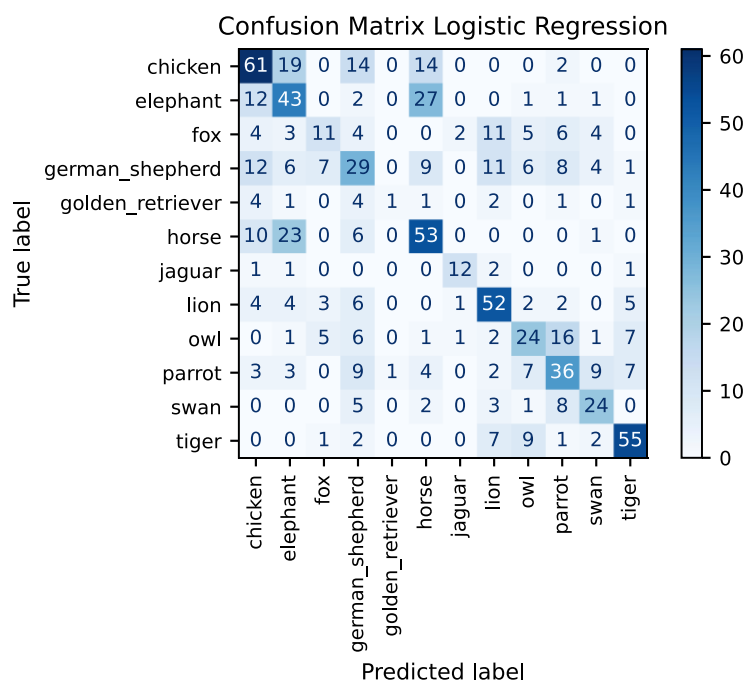 Confusion Matrix Logistic Regression
chicken 61 19 0 14 0 14 0 0 0 2 0 0
elephant 12 43 0 2 0 27 0 0 1 1 1 0
fox 4 3 11 4 0 0 2 11 5 6 4 0
german_shepherd 12 6 7 29 0 9 0 11 6 8 4 1
golden_retriever 4 1 0 4 1 1 0 2 0 1 0 1
horse 10 23 0 6 0 53 0 0 0 0 1 0
jaguar 1 1 0 0 0 0 12 2 0 0 0 1
lion 4 4 3 6 0 0 1 52 2 2 0 5
owl 0 1 5 6 0 1 1 2 24 16 1 7
parrot 3 3 0 9 1 4 0 2 7 36 9 7
swan 0 0 0 5 0 2 0 3 1 8 24 0
tiger 0 0 1 2 0 0 0 7 9 1 2 55
True label
chicken
elephant
fox
german_shepherd
golden_retriever
horse
jaguar
lion
owl
parrot
swan
tiger
Predicted label
60
50
40
30
20
10
0